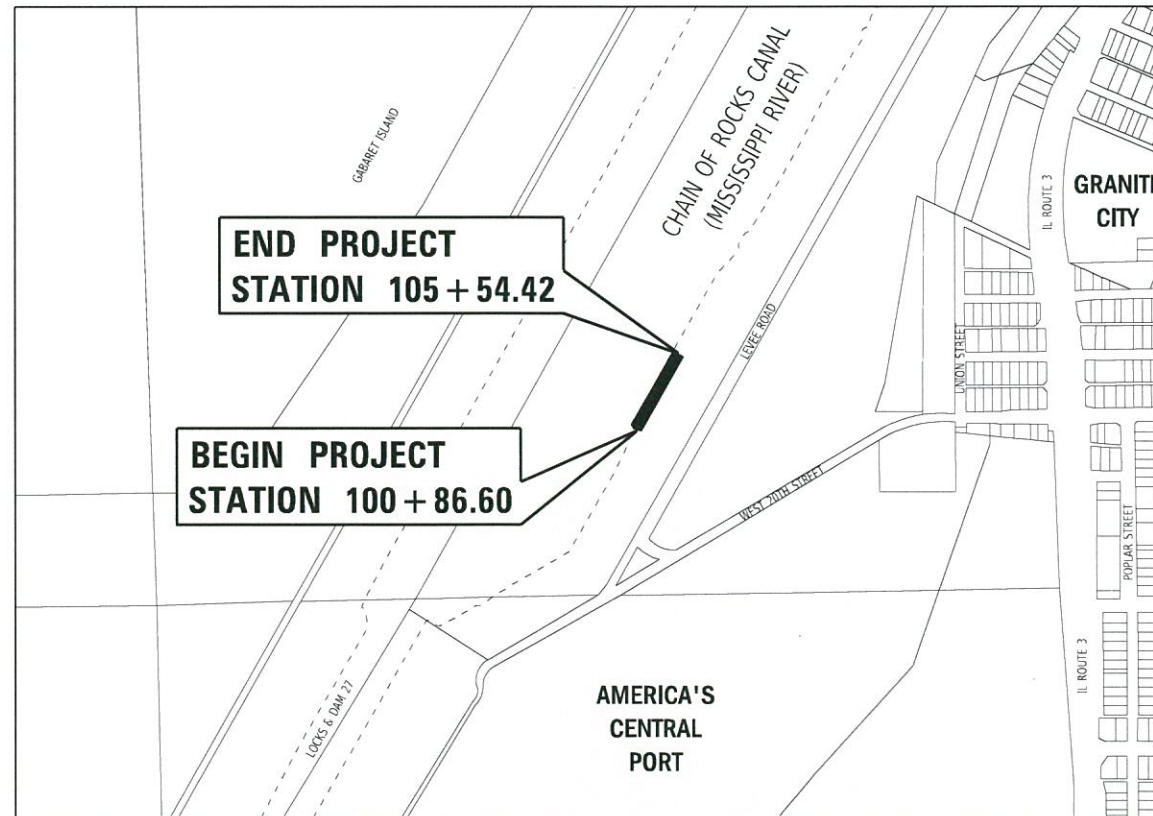 GABARET ISLAND
CHAIN OF ROCKS CANAL
(MISSISSIPPI RIVER)
IL ROUTE 3
GRANITE
CITY
END PROJECT
STATION 105+54.42
LEVEE ROAD
UNION STREET
BEGIN PROJECT
STATION 100+86.60
WEST 20TH STREET
POPLAR STREET
LOCKS & DAM 27
IL ROUTE 3
AMERICA'S
CENTRAL
PORT